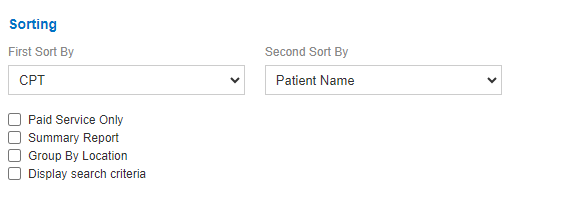 Sorting
First Sort By Second Sort By
CPT Patient Name
Paid Service Only
Summary Report
Group By Location
Display search criteria